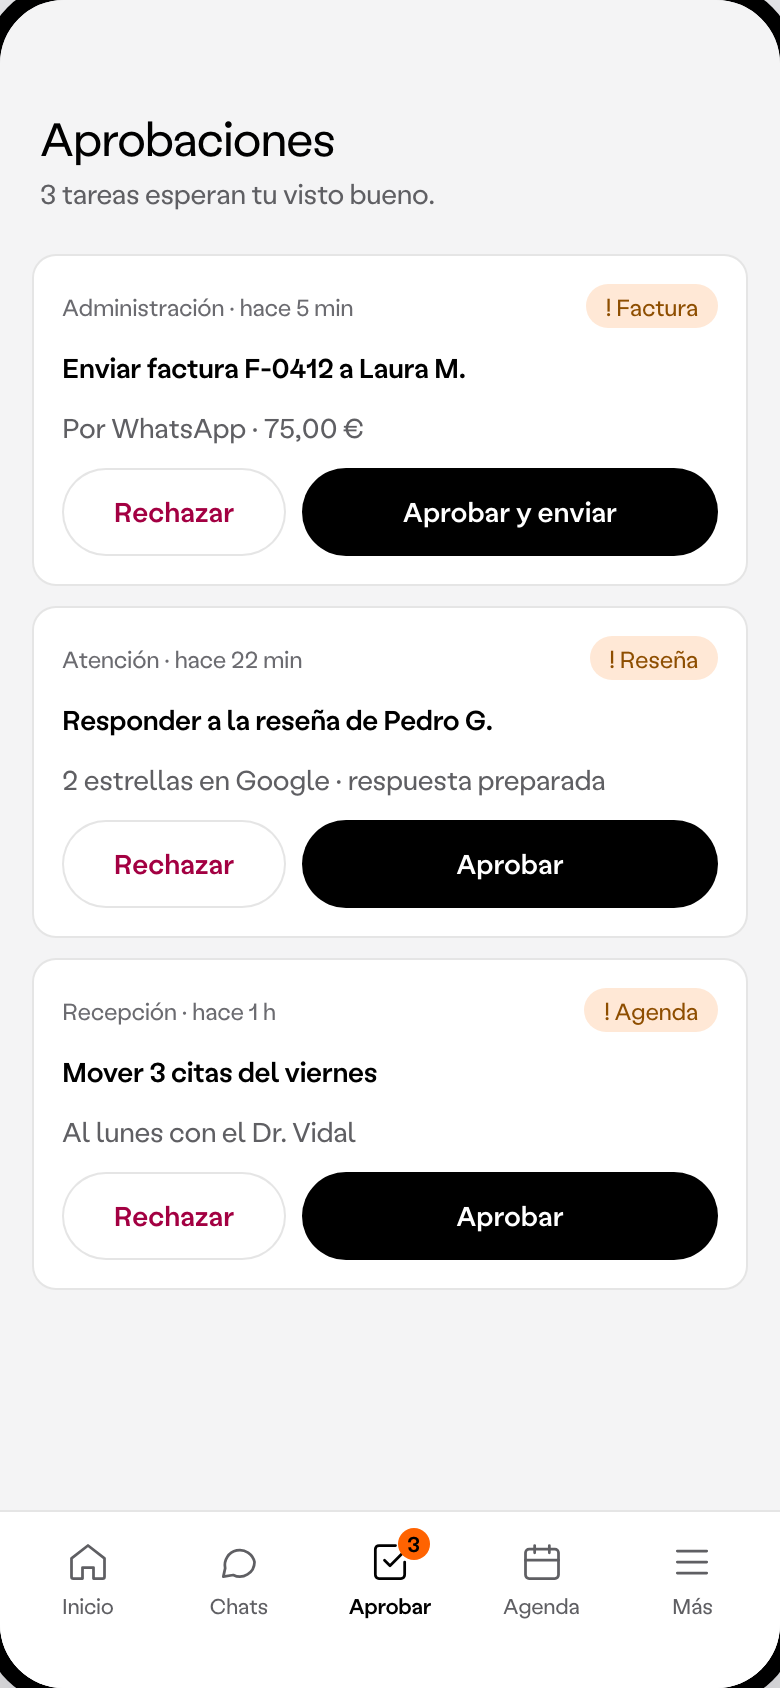 Aprobaciones
3 tareas esperan tu visto bueno.
Administración · hace 5 min
! Factura
Enviar factura F-0412 a Laura M.
Por WhatsApp · 75,00 €
Rechazar
Aprobar y enviar
Atención · hace 22 min
! Reseña
Responder a la reseña de Pedro G.
2 estrellas en Google · respuesta preparada
Rechazar
Aprobar
Recepción · hace 1 h
! Agenda
Mover 3 citas del viernes
Al lunes con el Dr. Vidal
Rechazar
Aprobar
3
Inicio
Chats
Aprobar
Agenda
Más